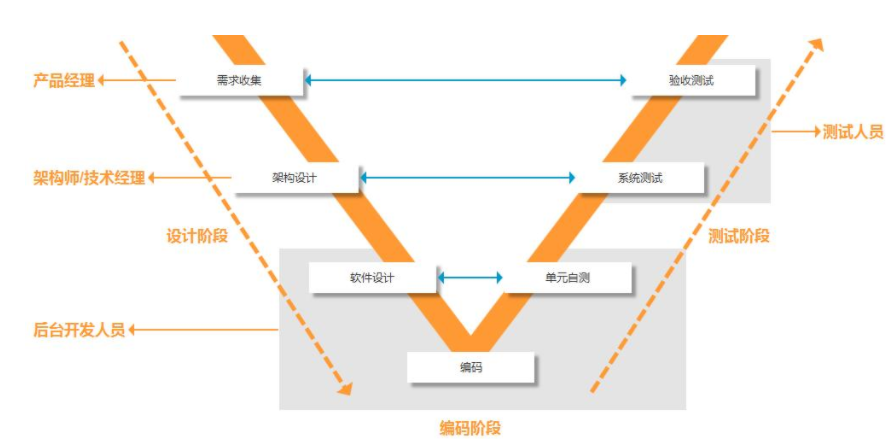 产品经理
需求收集
验收测试
测试人员
架构师/技术经理
架构设计
系统测试
设计阶段
测试阶段
软件设计
单元自测
后台开发人员
编码
编码阶段